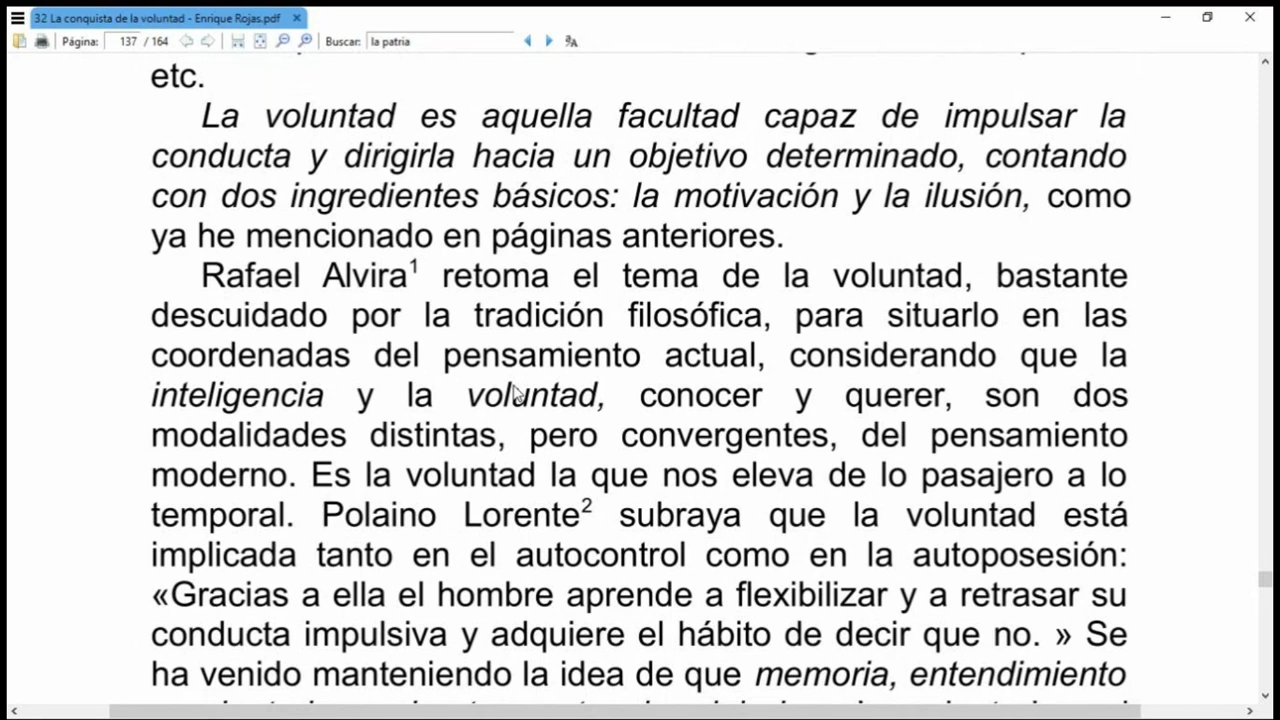 32 La conquista de la voluntad - Enrique Rojas.pdf
Página: 137 / 164 Buscar: la patria
etc.
La voluntad es aquella facultad capaz de impulsar la
conducta y dirigirla hacia un objetivo determinado, contando
con dos ingredientes básicos: la motivación y la ilusión, como
ya he mencionado en páginas anteriores.
Rafael Alvira1 retoma el tema de la voluntad, bastante
descuidado por la tradición filosófica, para situarlo en las
coordenadas del pensamiento actual, considerando que la
inteligencia y la voluntad, conocer y querer, son dos
modalidades distintas, pero convergentes, del pensamiento
moderno. Es la voluntad la que nos eleva de lo pasajero a lo
temporal. Polaino Lorente2 subraya que la voluntad está
implicada tanto en el autocontrol como en la autoposesión:
«Gracias a ella el hombre aprende a flexibilizar y a retrasar su
conducta impulsiva y adquiere el hábito de decir que no. » Se
ha venido manteniendo la idea de que memoria, entendimiento